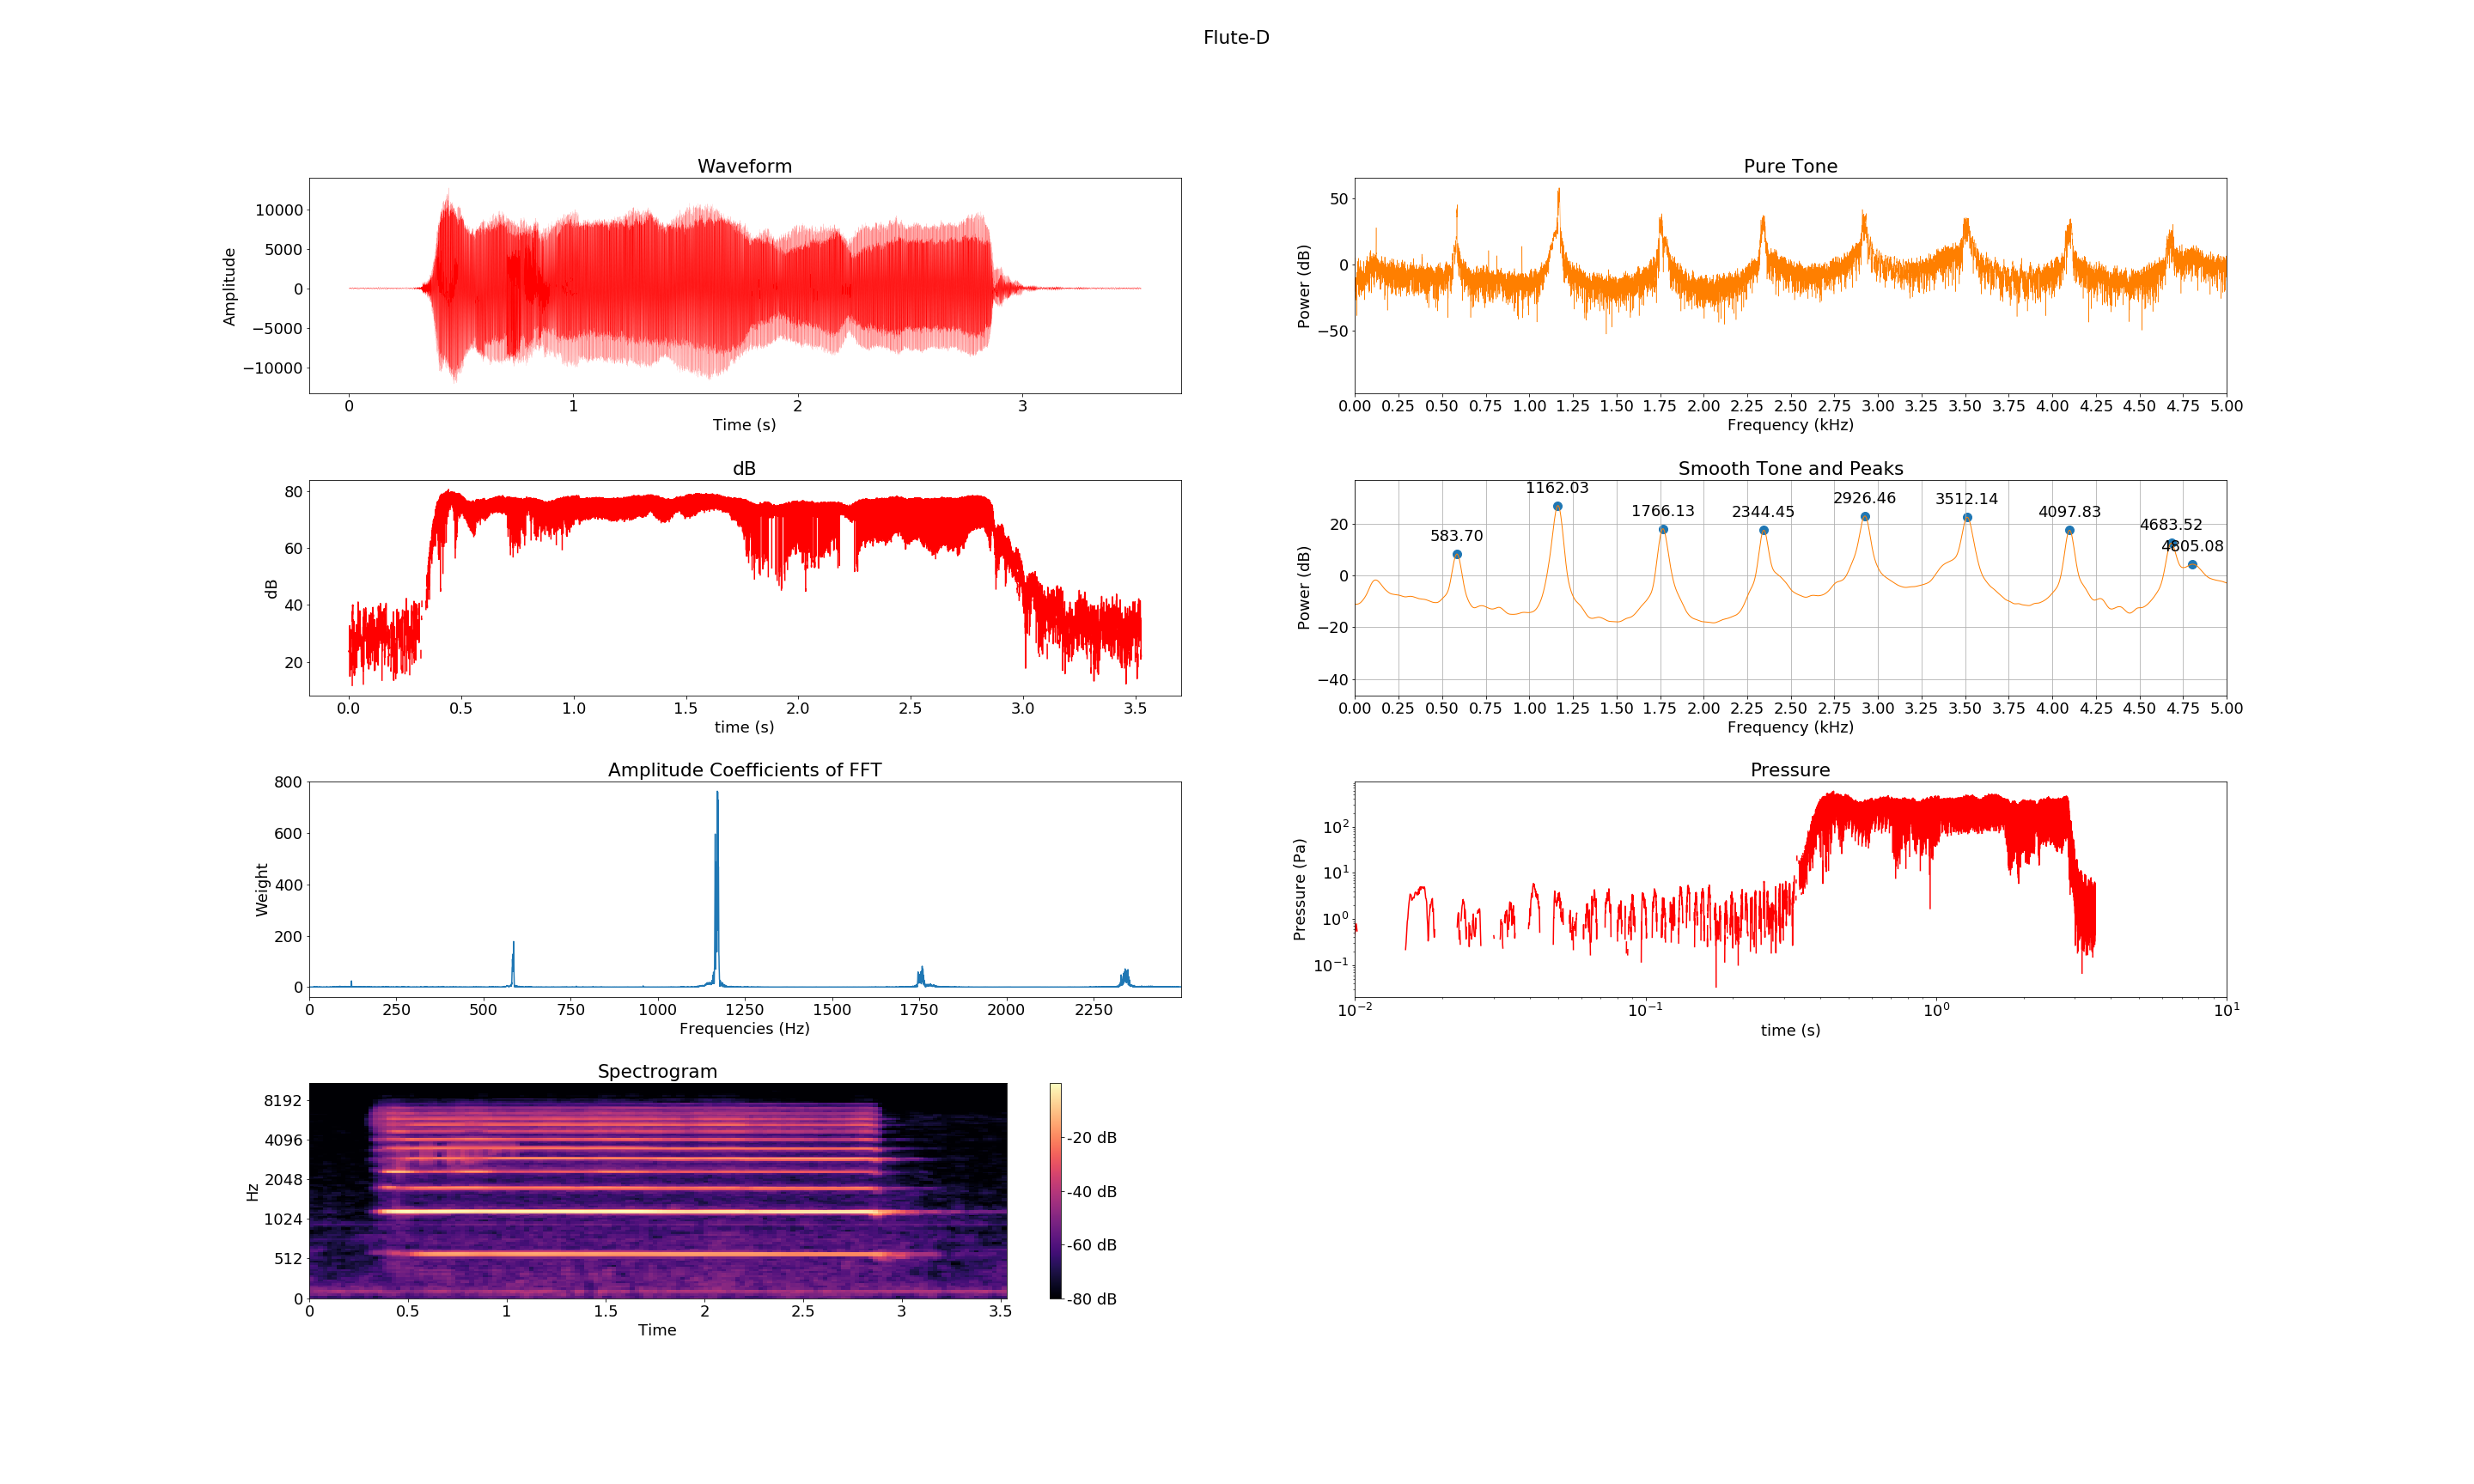 Flute-D
Waveform
Amplitude
10000
5000
0
−5000
−10000
0 1 2 3
Time (s)
Pure Tone
Power (dB)
50
0
−50
0.00 0.25 0.50 0.75 1.00 1.25 1.50 1.75 2.00 2.25 2.50 2.75 3.00 3.25 3.50 3.75 4.00 4.25 4.50 4.75 5.00
Frequency (kHz)
dB
dB
80
60
40
20
0.0 0.5 1.0 1.5 2.0 2.5 3.0 3.5
time (s)
Smooth Tone and Peaks
Power (dB)
20
0
−20
−40
583.70
1162.03
1766.13
2344.45
2926.46
3512.14
4097.83
4683.52
4805.08
0.00 0.25 0.50 0.75 1.00 1.25 1.50 1.75 2.00 2.25 2.50 2.75 3.00 3.25 3.50 3.75 4.00 4.25 4.50 4.75 5.00
Frequency (kHz)
Amplitude Coefficients of FFT
Weight
800
600
400
200
0
0 250 500 750 1000 1250 1500 1750 2000 2250
Frequencies (Hz)
Pressure
Pressure (Pa)
10²
10¹
10⁰
10⁻¹
10⁻² 10⁻¹ 10⁰ 10¹
time (s)
Spectrogram
Hz
8192
4096
2048
1024
512
0
0 0.5 1 1.5 2 2.5 3 3.5
Time
-20 dB
-40 dB
-60 dB
-80 dB